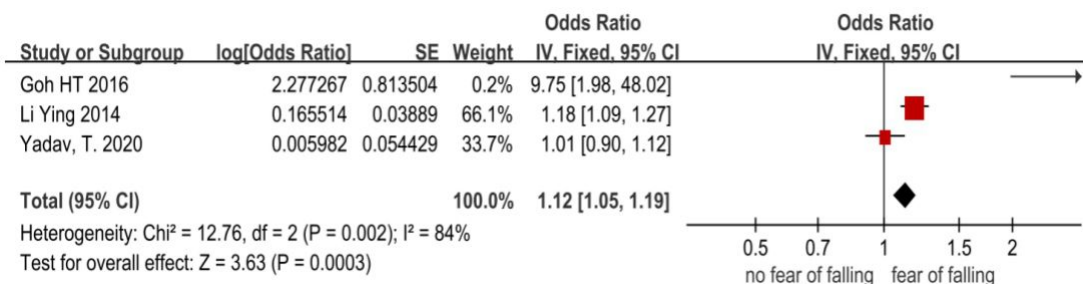 Odds Ratio Odds Ratio
Study or Subgroup log[Odds Ratio] SE Weight IV, Fixed, 95% CI IV, Fixed, 95% CI
Goh HT 2016 2.277267 0.813504 0.2% 9.75 [1.98, 48.02]
Li Ying 2014 0.165514 0.03889 66.1% 1.18 [1.09, 1.27]
Yadav, T. 2020 0.005982 0.054429 33.7% 1.01 [0.90, 1.12]
Total (95% CI) 100.0% 1.12 [1.05, 1.19]
Heterogeneity: Chi² = 12.76, df = 2 (P = 0.002); I² = 84%
Test for overall effect: Z = 3.63 (P = 0.0003)
0.5 0.7 1 1.5 2
no fear of falling fear of falling